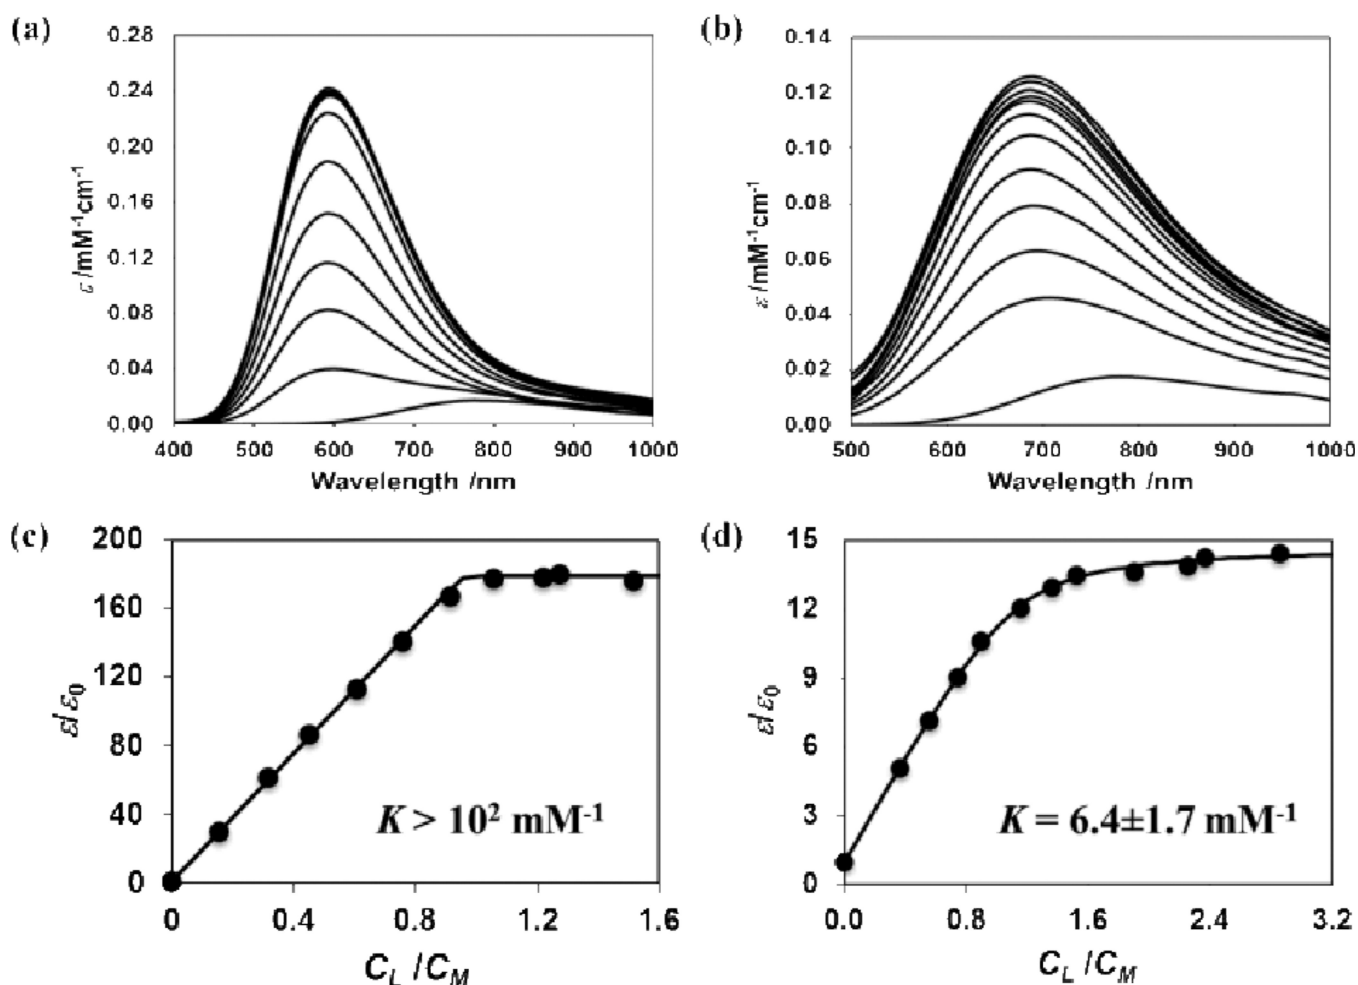 (a)
0.28
0.24
0.20
0.16
0.12
0.08
0.04
0.00
ε /mM-1cm-1
400 500 600 700 800 900 1000
Wavelength /nm
(b)
0.14
0.12
0.10
0.08
0.06
0.04
0.02
0.00
ε /mM-1cm-1
500 600 700 800 900 1000
Wavelength /nm
(c)
200
160
120
80
40
0
ε/ε0
K > 10² mM-1
0 0.4 0.8 1.2 1.6
CL /CM
(d)
15
12
9
6
3
0
ε/ε0
K = 6.4±1.7 mM-1
0.0 0.8 1.6 2.4 3.2
CL /CM